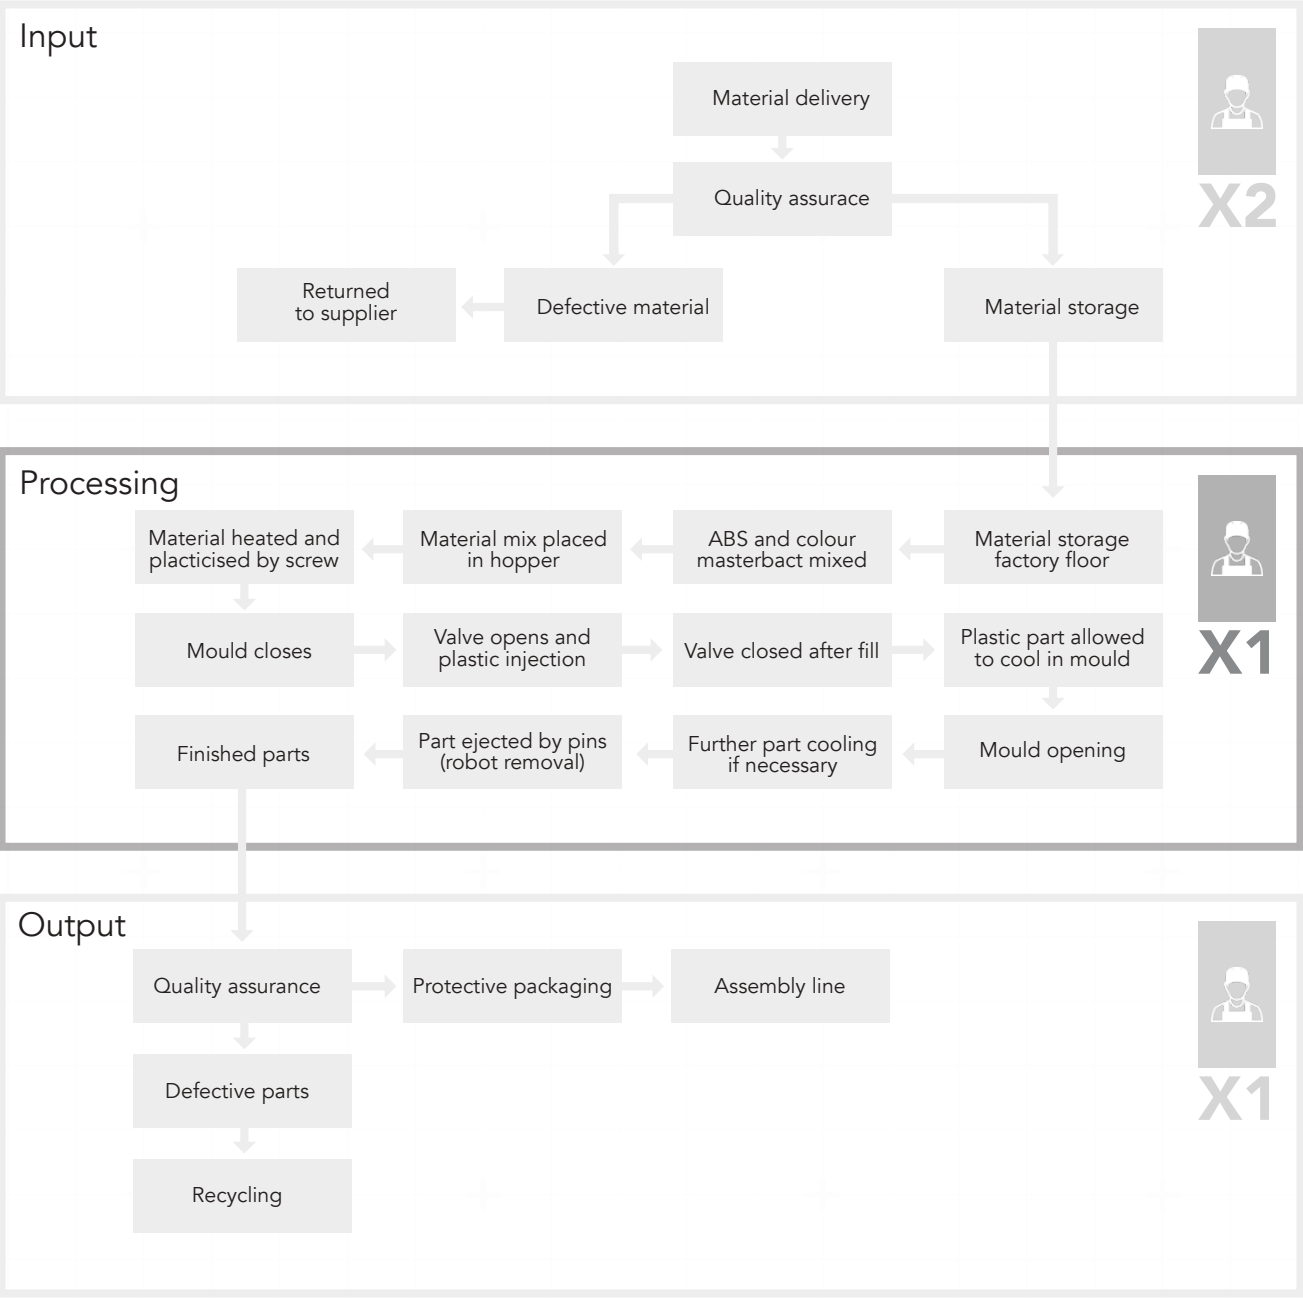 Input
Material delivery
Quality assurace
X2
Returned
to supplier
Defective material
Material storage
Processing
Material heated and
placticised by screw
Material mix placed
in hopper
ABS and colour
masterbact mixed
Material storage
factory floor
Mould closes
Valve opens and
plastic injection
Valve closed after fill
Plastic part allowed
to cool in mould
X1
Finished parts
Part ejected by pins
(robot removal)
Further part cooling
if necessary
Mould opening
Output
Quality assurance
Protective packaging
Assembly line
X1
Defective parts
Recycling